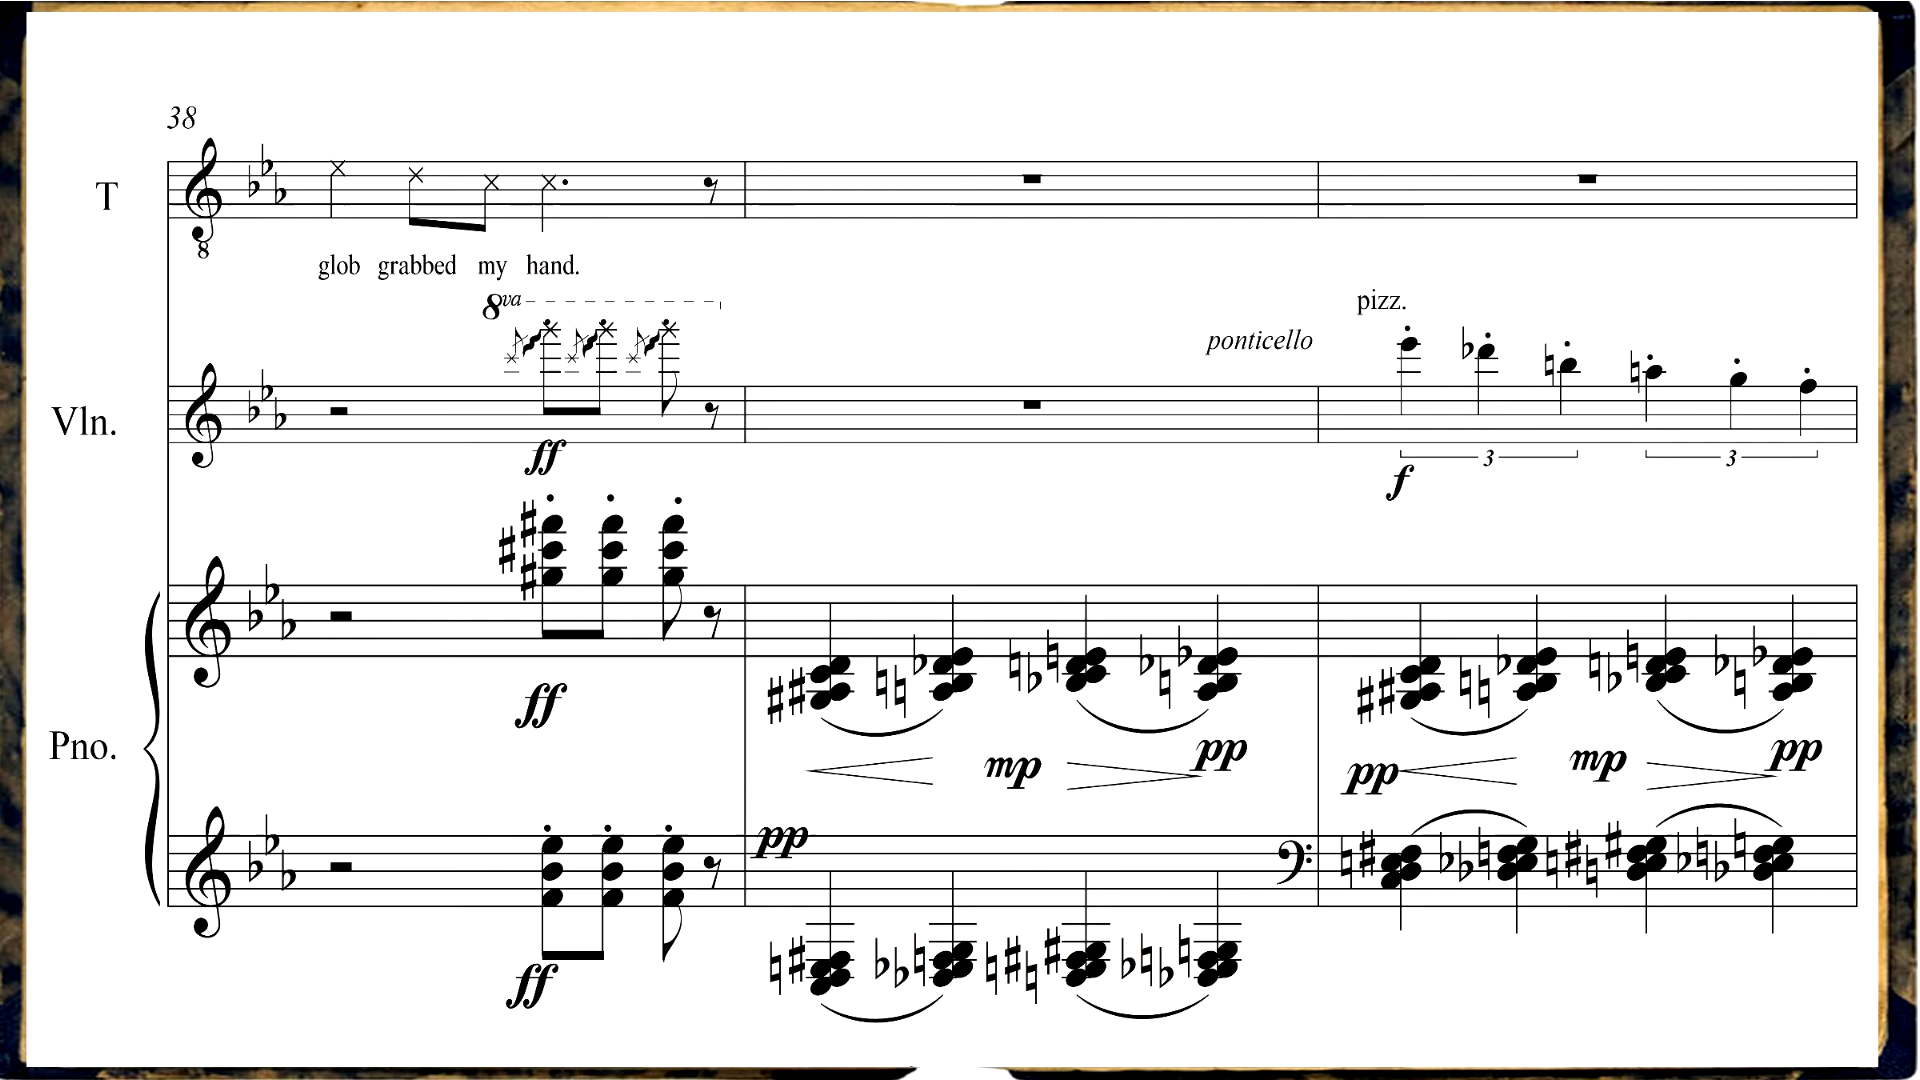 38
T
8
glob grabbed my hand.
8va
pizz.
ponticello
Vln.
ff
3 3
f
ff
Pno.
mp pp pp mp pp
pp
ff